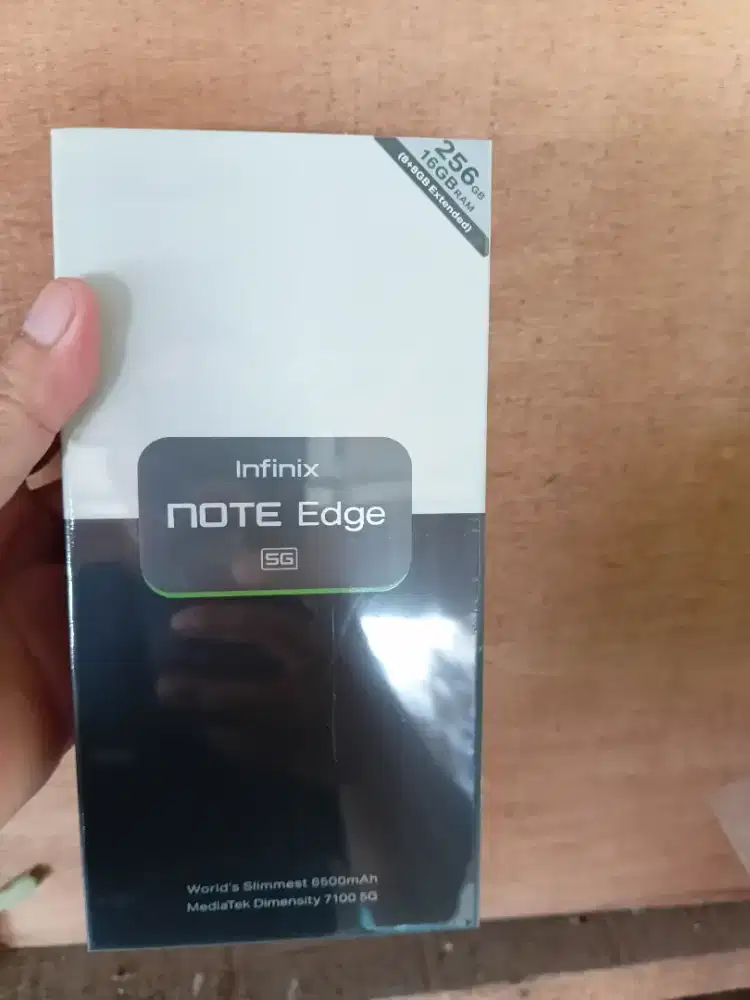 256GB
16GB RAM
(8+8GB Extended)
Infinix
NOTE Edge
5G
World's Slimmest 6500mAh
MediaTek Dimensity 7100 5G